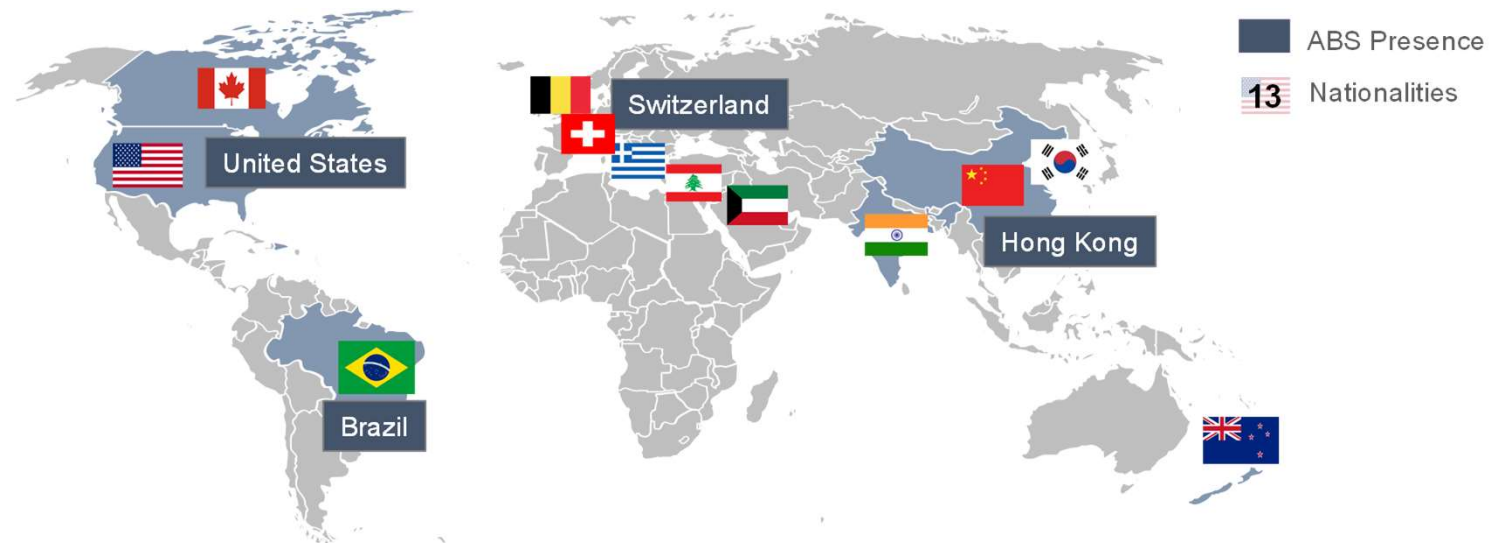 ABS Presence
13 Nationalities
Switzerland
United States
Hong Kong
Brazil